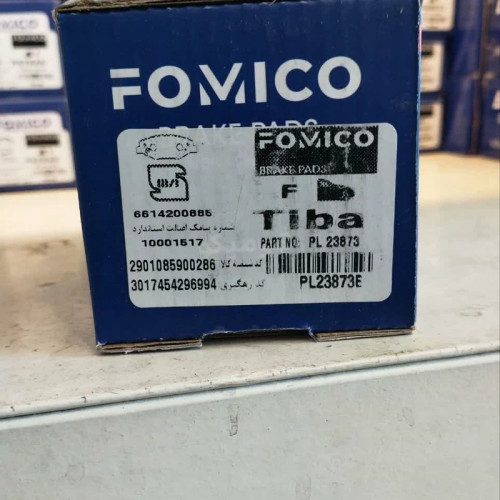 FOMICO
BRAKE PADS
FOMICO
BRAKE PADS
F
Tiba
6614200885
شماره پیامک اصالت استاندارد
10001517
PART NO: PL 23873
2901085900286 کد شناسه کالا
3017454296994 کد رهگیری
PL23873E